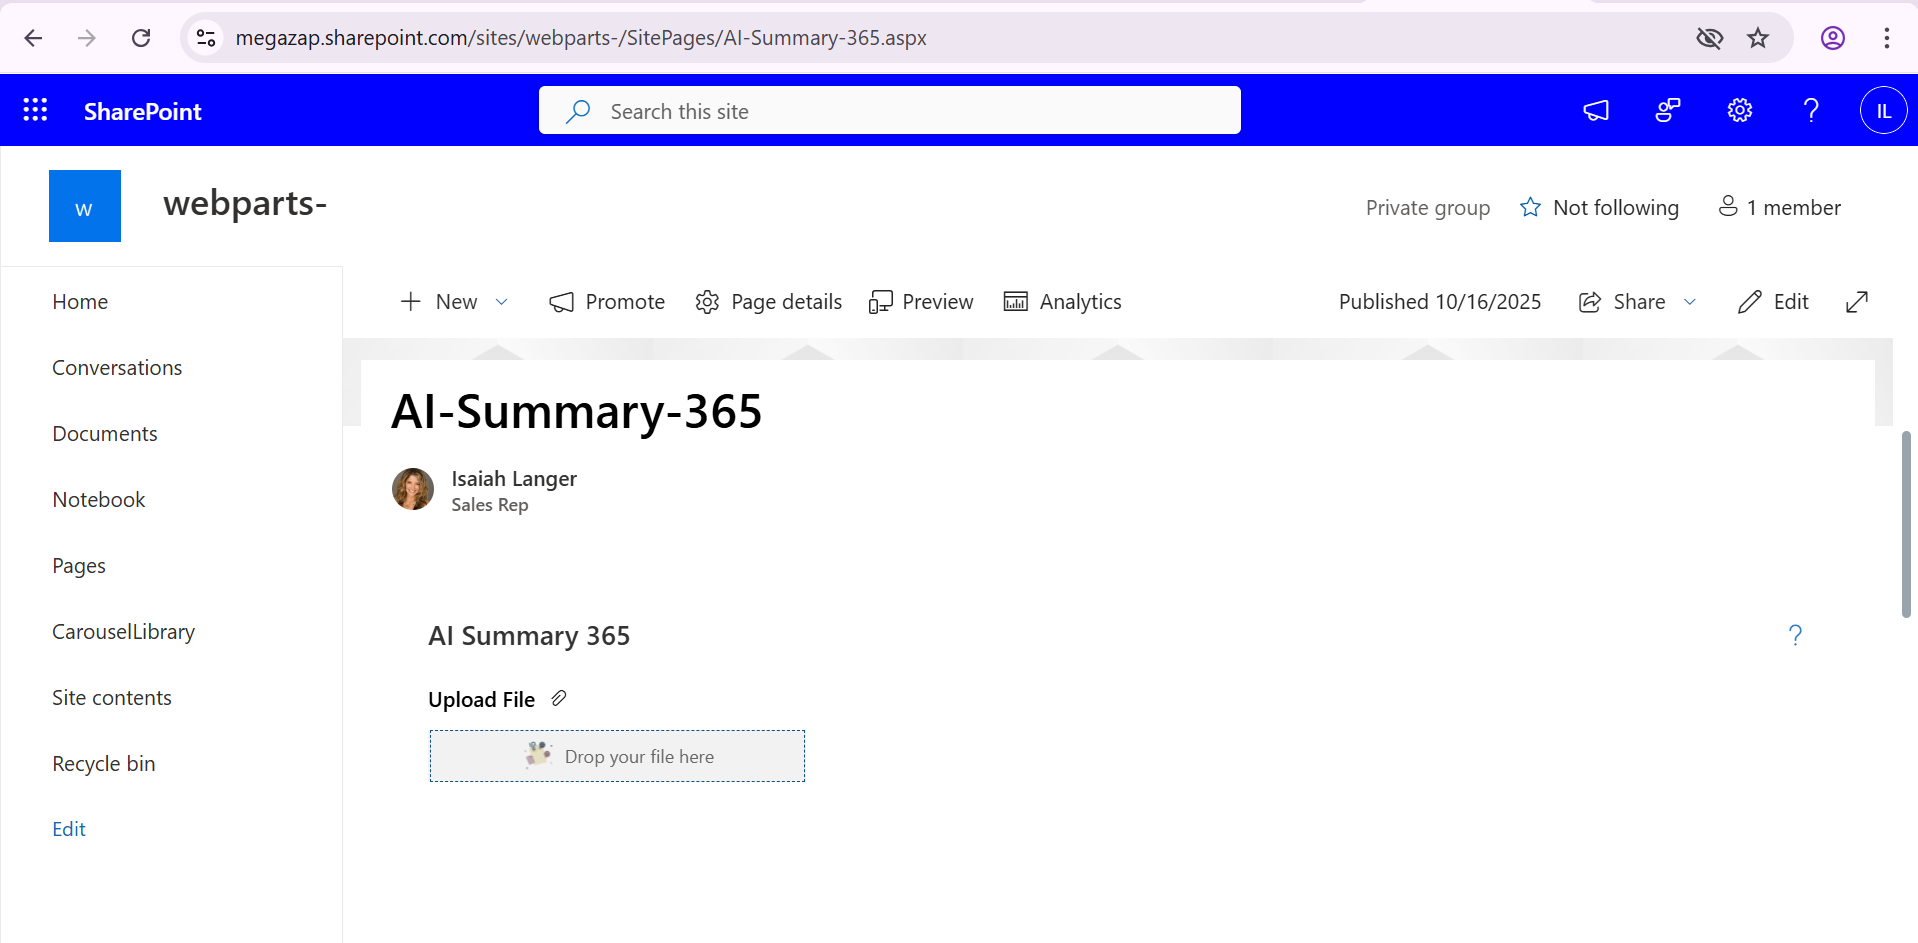 megazap.sharepoint.com/sites/webparts-/SitePages/AI-Summary-365.aspx
SharePoint
Search this site
?
IL
W
webparts-
Private group
Not following
1 member
Home
Conversations
Documents
Notebook
Pages
CarouselLibrary
Site contents
Recycle bin
Edit
New
Promote
Page details
Preview
Analytics
Published 10/16/2025
Share
Edit
AI-Summary-365
Isaiah Langer
Sales Rep
AI Summary 365
?
Upload File
Drop your file here